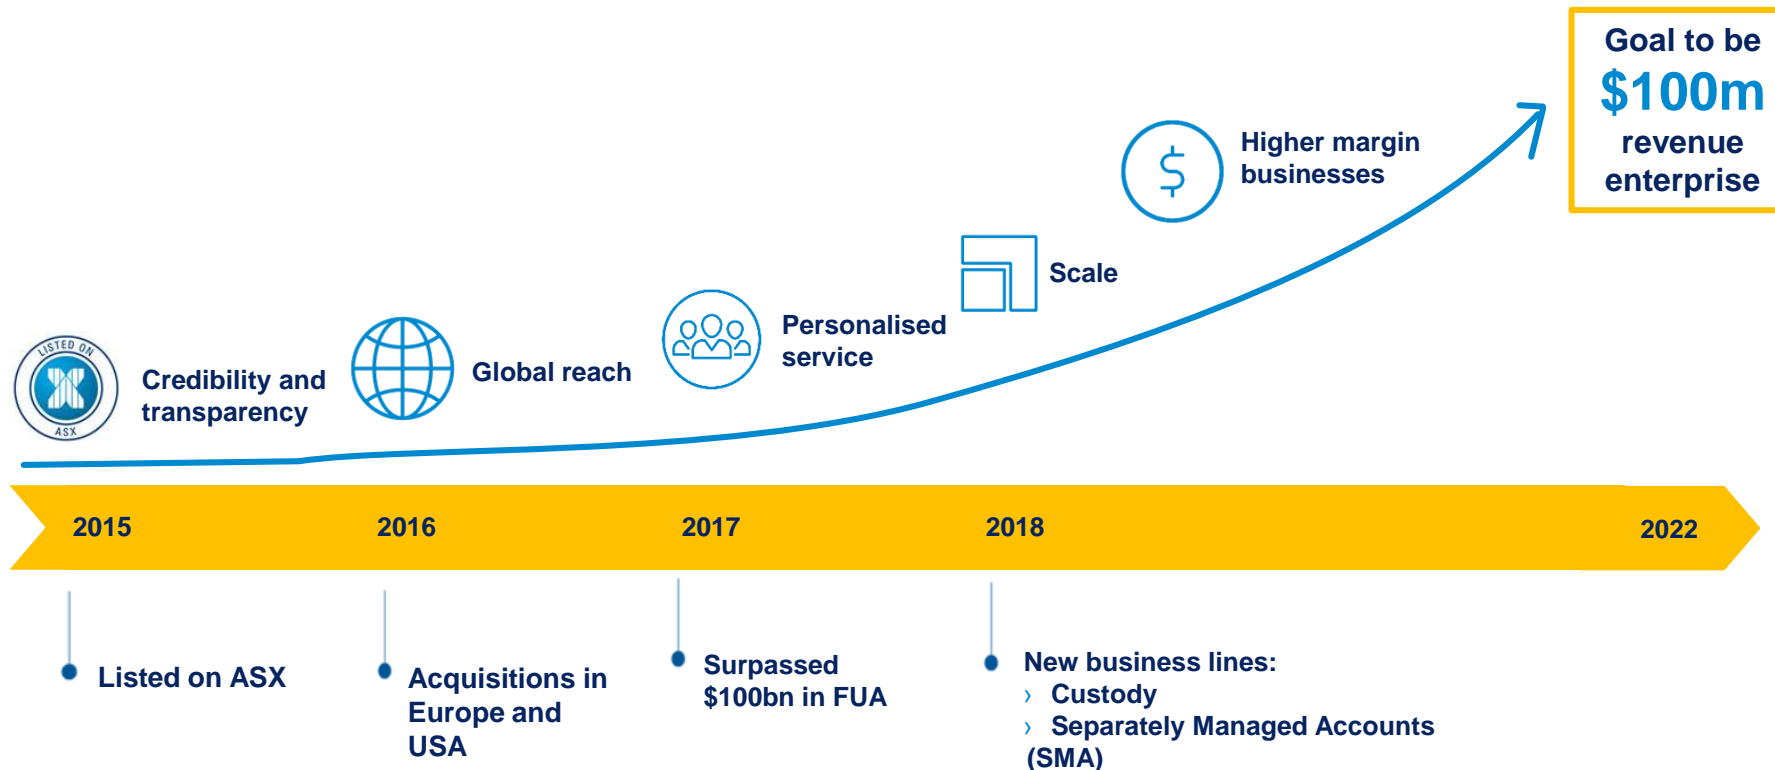 Goal to be
$100m
revenue
enterprise
Higher margin
businesses
Scale
Personalised
service
Global reach
Credibility and
transparency
LISTED ON
ASX
2015
2016
2017
2018
2022
Listed on ASX
Acquisitions in
Europe and
USA
Surpassed
$100bn in FUA
New business lines:
› Custody
› Separately Managed Accounts
(SMA)